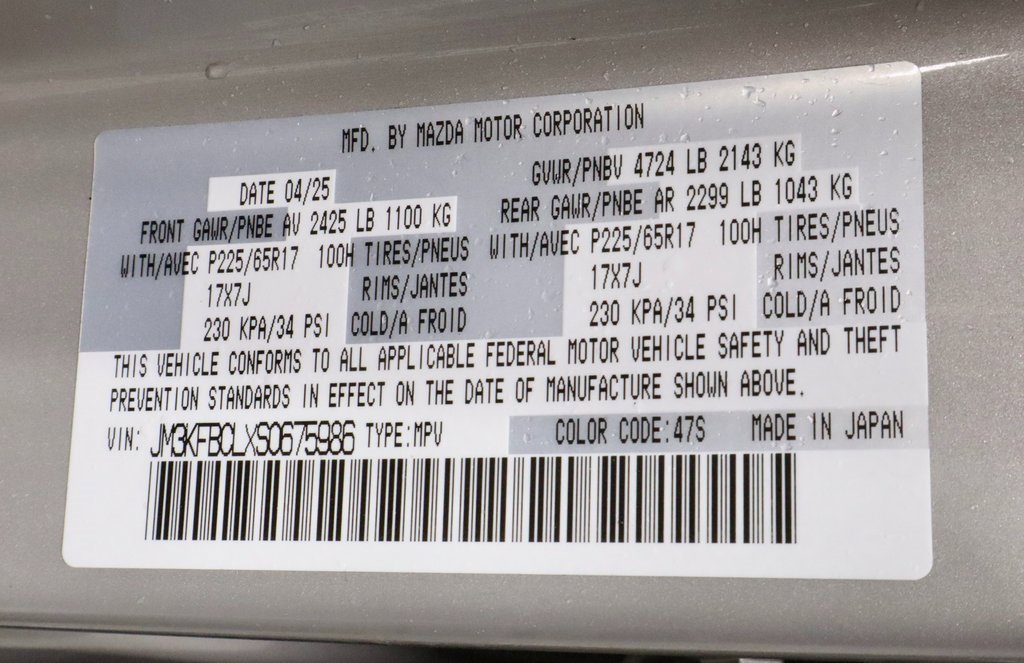 MFD. BY MAZDA MOTOR CORPORATION
DATE 04/25 GVWR/PNBV 4724 LB 2143 KG
FRONT GAWR/PNBE AV 2425 LB 1100 KG REAR GAWR/PNBE AR 2299 LB 1043 KG
WITH/AVEC P225/65R17 100H TIRES/PNEUS WITH/AVEC P225/65R17 100H TIRES/PNEUS
17X7J RIMS/JANTES 17X7J RIMS/JANTES
230 KPA/34 PSI COLD/A FROID 230 KPA/34 PSI COLD/A FROID
THIS VEHICLE CONFORMS TO ALL APPLICABLE FEDERAL MOTOR VEHICLE SAFETY AND THEFT
PREVENTION STANDARDS IN EFFECT ON THE DATE OF MANUFACTURE SHOWN ABOVE.
VIN: JM3KFBCLXS0675986 TYPE:MPV COLOR CODE:47S MADE IN JAPAN